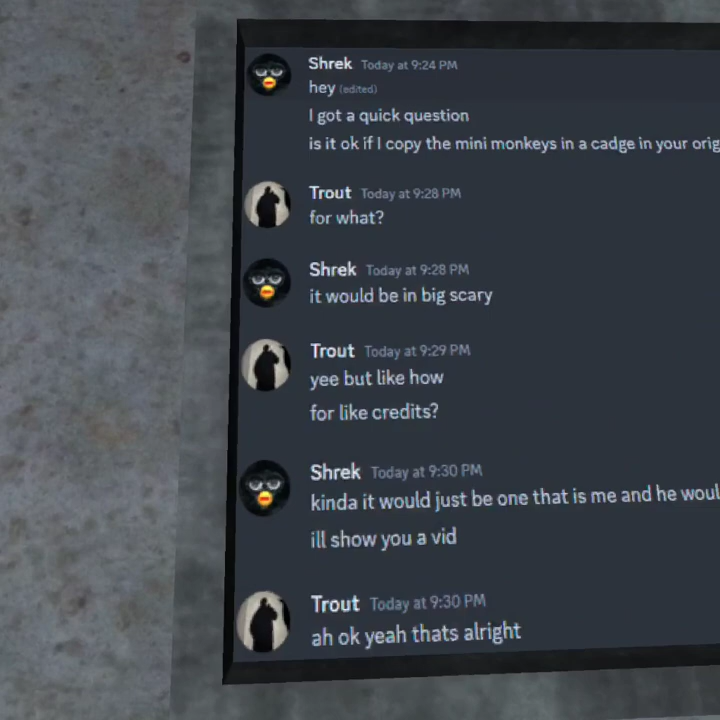 Shrek Today at 9:24 PM
hey (edited)
I got a quick question
is it ok if I copy the mini monkeys in a cadge in your
Trout Today at 9:28 PM
for what?
Shrek Today at 9:28 PM
it would be in big scary
Trout Today at 9:29 PM
yee but like how
for like credits?
Shrek Today at 9:30 PM
kinda it would just be one that is me and he
ill show you a vid
Trout Today at 9:30 PM
ah ok yeah thats alright